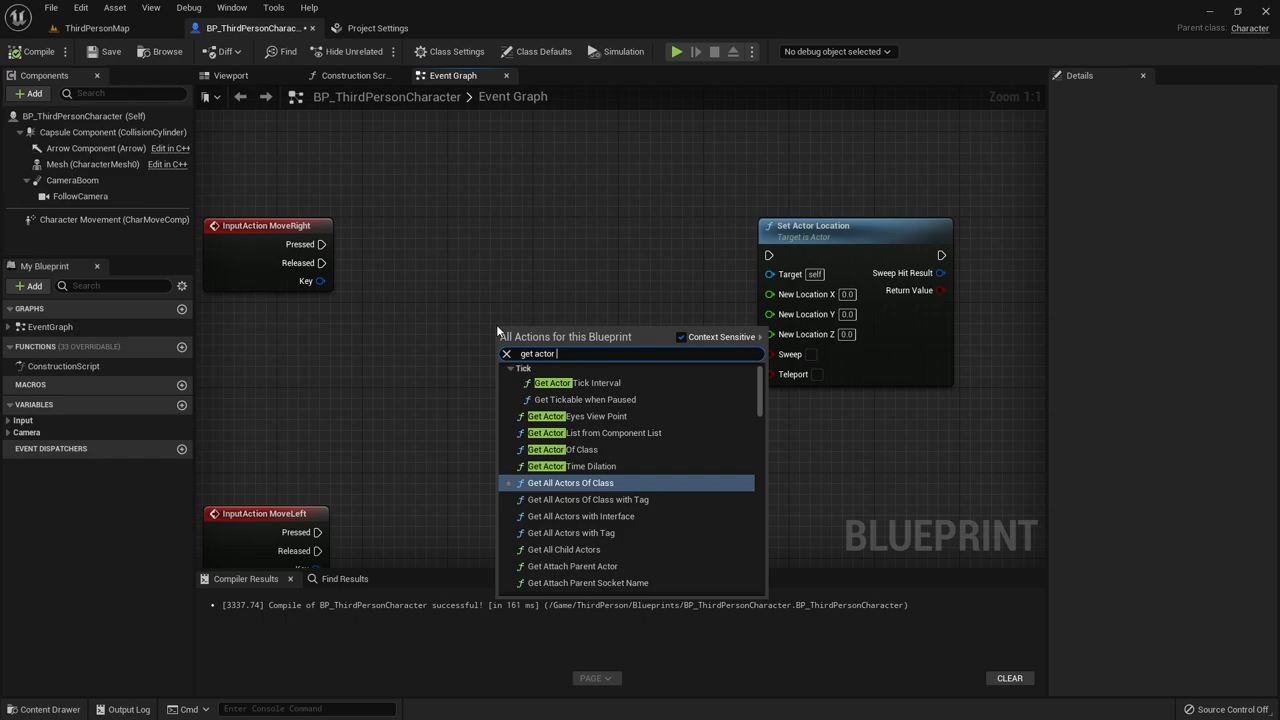 File Edit Asset View Debug Window Tools Help
ThirdPersonMap BP_ThirdPersonCharac... Project Settings
Parent class: Character
Compile Save Browse Diff Find Hide Unrelated Class Settings Class Defaults Simulation No debug object selected
Components Viewport Construction Scr... Event Graph Details
Add Search BP_ThirdPersonCharacter > Event Graph Zoom 1:1
BP_ThirdPersonCharacter (Self)
Capsule Component (CollisionCylinder)
Arrow Component (Arrow) Edit in C++
Mesh (CharacterMesh0) Edit in C++
CameraBoom
FollowCamera
Character Movement (CharMoveComp)
My Blueprint
Add Search
GRAPHS
EventGraph
FUNCTIONS (33 OVERRIDABLE)
ConstructionScript
MACROS
VARIABLES
Input
Camera
EVENT DISPATCHERS
InputAction MoveRight
Pressed
Released
Key
Set Actor Location
Target is Actor
Target self Sweep Hit Result
New Location X 0.0 Return Value
New Location Y 0.0
New Location Z 0.0
Sweep
Teleport
All Actions for this Blueprint Context Sensitive
get actor
Tick
Get Actor Tick Interval
Get Tickable when Paused
Get Actor Eyes View Point
Get Actor List from Component List
Get Actor Of Class
Get Actor Time Dilation
Get All Actors Of Class
Get All Actors Of Class with Tag
Get All Actors with Interface
Get All Actors with Tag
Get All Child Actors
Get Attach Parent Actor
Get Attach Parent Socket Name
InputAction MoveLeft
Pressed
Released
BLUEPRINT
Compiler Results Find Results
[3337.74] Compile of BP_ThirdPersonCharacter successful! [in 161 ms] (/Game/ThirdPerson/Blueprints/BP_ThirdPersonCharacter.BP_ThirdPersonCharacter)
PAGE CLEAR
Content Drawer Output Log Cmd Enter Console Command Source Control Off